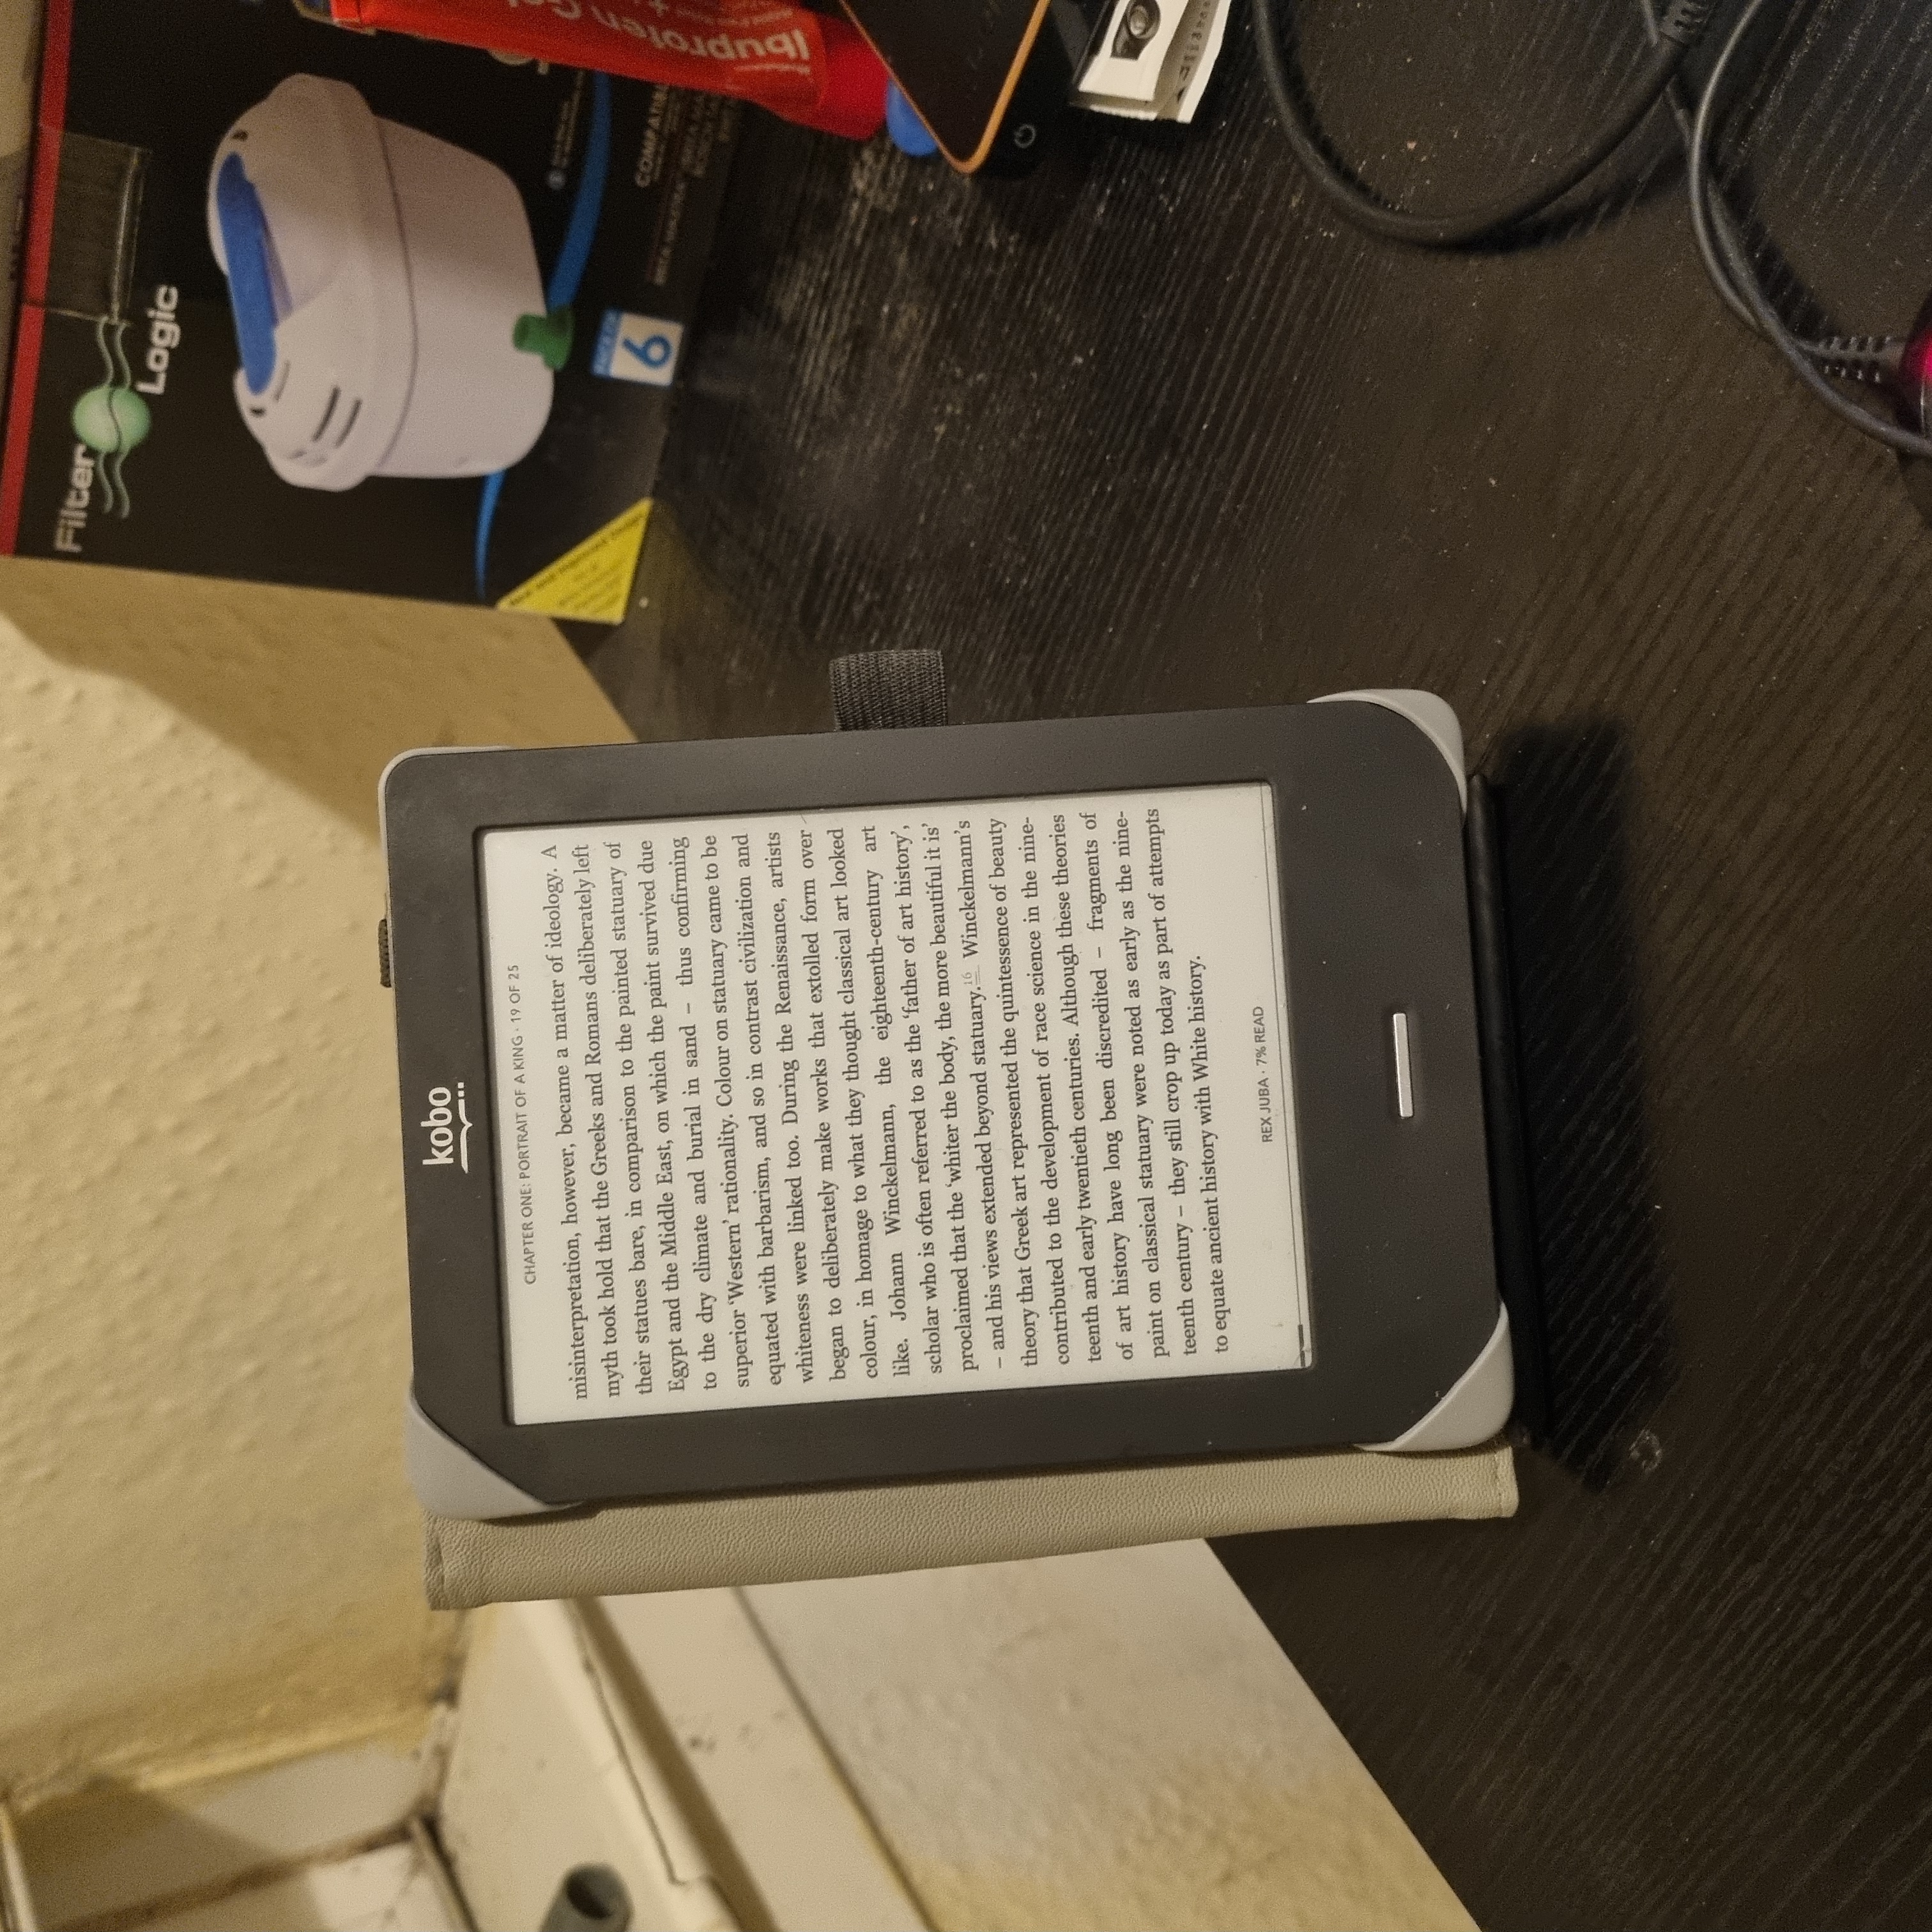 kobo
CHAPTER ONE: PORTRAIT OF A KING · 19 OF 25
misinterpretation, however, became a matter of ideology. A
myth took hold that the Greeks and Romans deliberately left
their statues bare, in comparison to the painted statuary of
Egypt and the Middle East, on which the paint survived due
to the dry climate and burial in sand – thus confirming
superior ‘Western’ rationality. Colour on statuary came to be
equated with barbarism, and so in contrast civilization and
whiteness were linked too. During the Renaissance, artists
began to deliberately make works that extolled form over
colour, in homage to what they thought classical art looked
like. Johann Winckelmann, the eighteenth-century art
scholar who is often referred to as the ‘father of art history’,
proclaimed that the ‘whiter the body, the more beautiful it is’
– and his views extended beyond statuary.16 Winckelmann’s
theory that Greek art represented the quintessence of beauty
contributed to the development of race science in the nine-
teenth and early twentieth centuries. Although these theories
of art history have long been discredited – fragments of
paint on classical statuary were noted as early as the nine-
teenth century – they still crop up today as part of attempts
to equate ancient history with White history.
REX JUBA · 7% READ
Filter
Logic
6
Ibuprofen